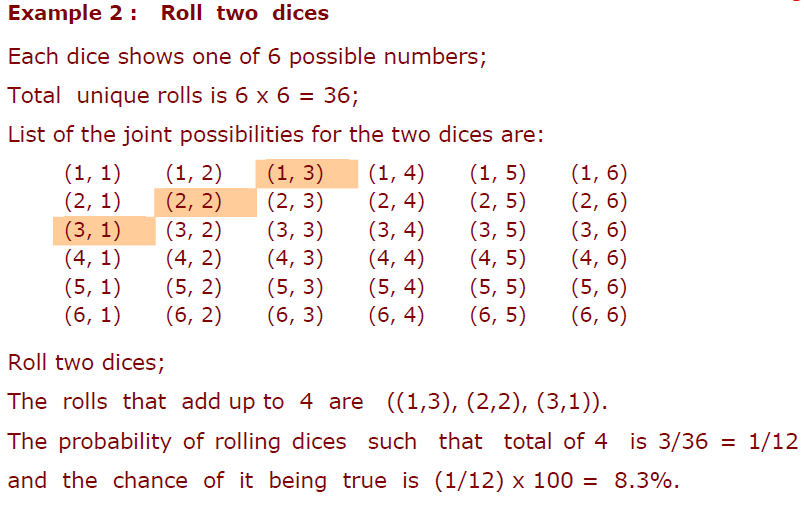 Example 2 : Roll two dices
Each dice shows one of 6 possible numbers;
Total unique rolls is 6 x 6 = 36;
List of the joint possibilities for the two dices are:
(1, 1) (1, 2) (1, 3) (1, 4) (1, 5) (1, 6)
(2, 1) (2, 2) (2, 3) (2, 4) (2, 5) (2, 6)
(3, 1) (3, 2) (3, 3) (3, 4) (3, 5) (3, 6)
(4, 1) (4, 2) (4, 3) (4, 4) (4, 5) (4, 6)
(5, 1) (5, 2) (5, 3) (5, 4) (5, 5) (5, 6)
(6, 1) (6, 2) (6, 3) (6, 4) (6, 5) (6, 6)
Roll two dices;
The rolls that add up to 4 are ((1,3), (2,2), (3,1)).
The probability of rolling dices such that total of 4 is 3/36 = 1/12
and the chance of it being true is (1/12) x 100 = 8.3%.